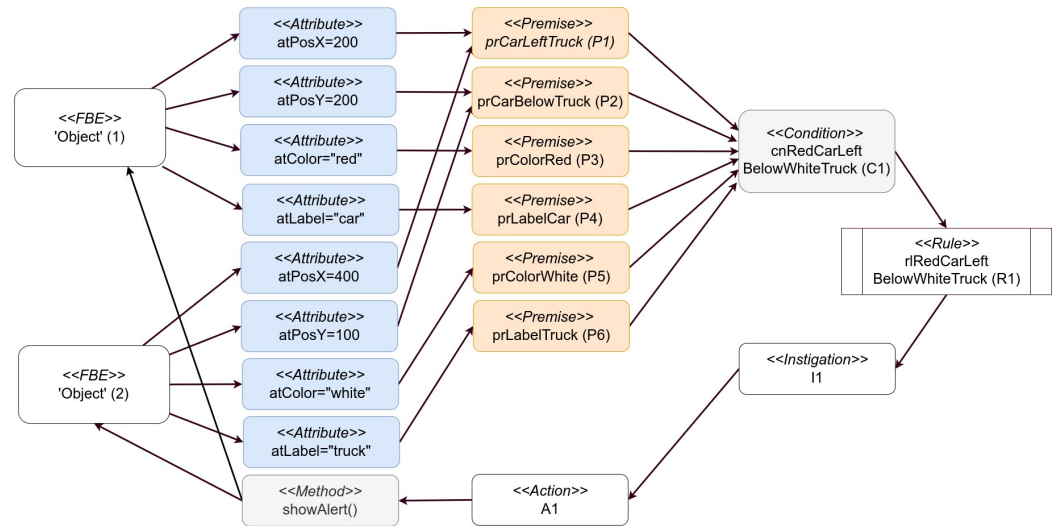 <<FBE>>
'Object' (1)
<<FBE>>
'Object' (2)
<<Attribute>>
atPosX=200
<<Attribute>>
atPosY=200
<<Attribute>>
atColor="red"
<<Attribute>>
atLabel="car"
<<Attribute>>
atPosX=400
<<Attribute>>
atPosY=100
<<Attribute>>
atColor="white"
<<Attribute>>
atLabel="truck"
<<Method>>
showAlert()
<<Premise>>
prCarLeftTruck (P1)
<<Premise>>
prCarBelowTruck (P2)
<<Premise>>
prColorRed (P3)
<<Premise>>
prLabelCar (P4)
<<Premise>>
prColorWhite (P5)
<<Premise>>
prLabelTruck (P6)
<<Action>>
A1
<<Condition>>
cnRedCarLeft
BelowWhiteTruck (C1)
<<Rule>>
rlRedCarLeft
BelowWhiteTruck (R1)
<<Instigation>>
I1